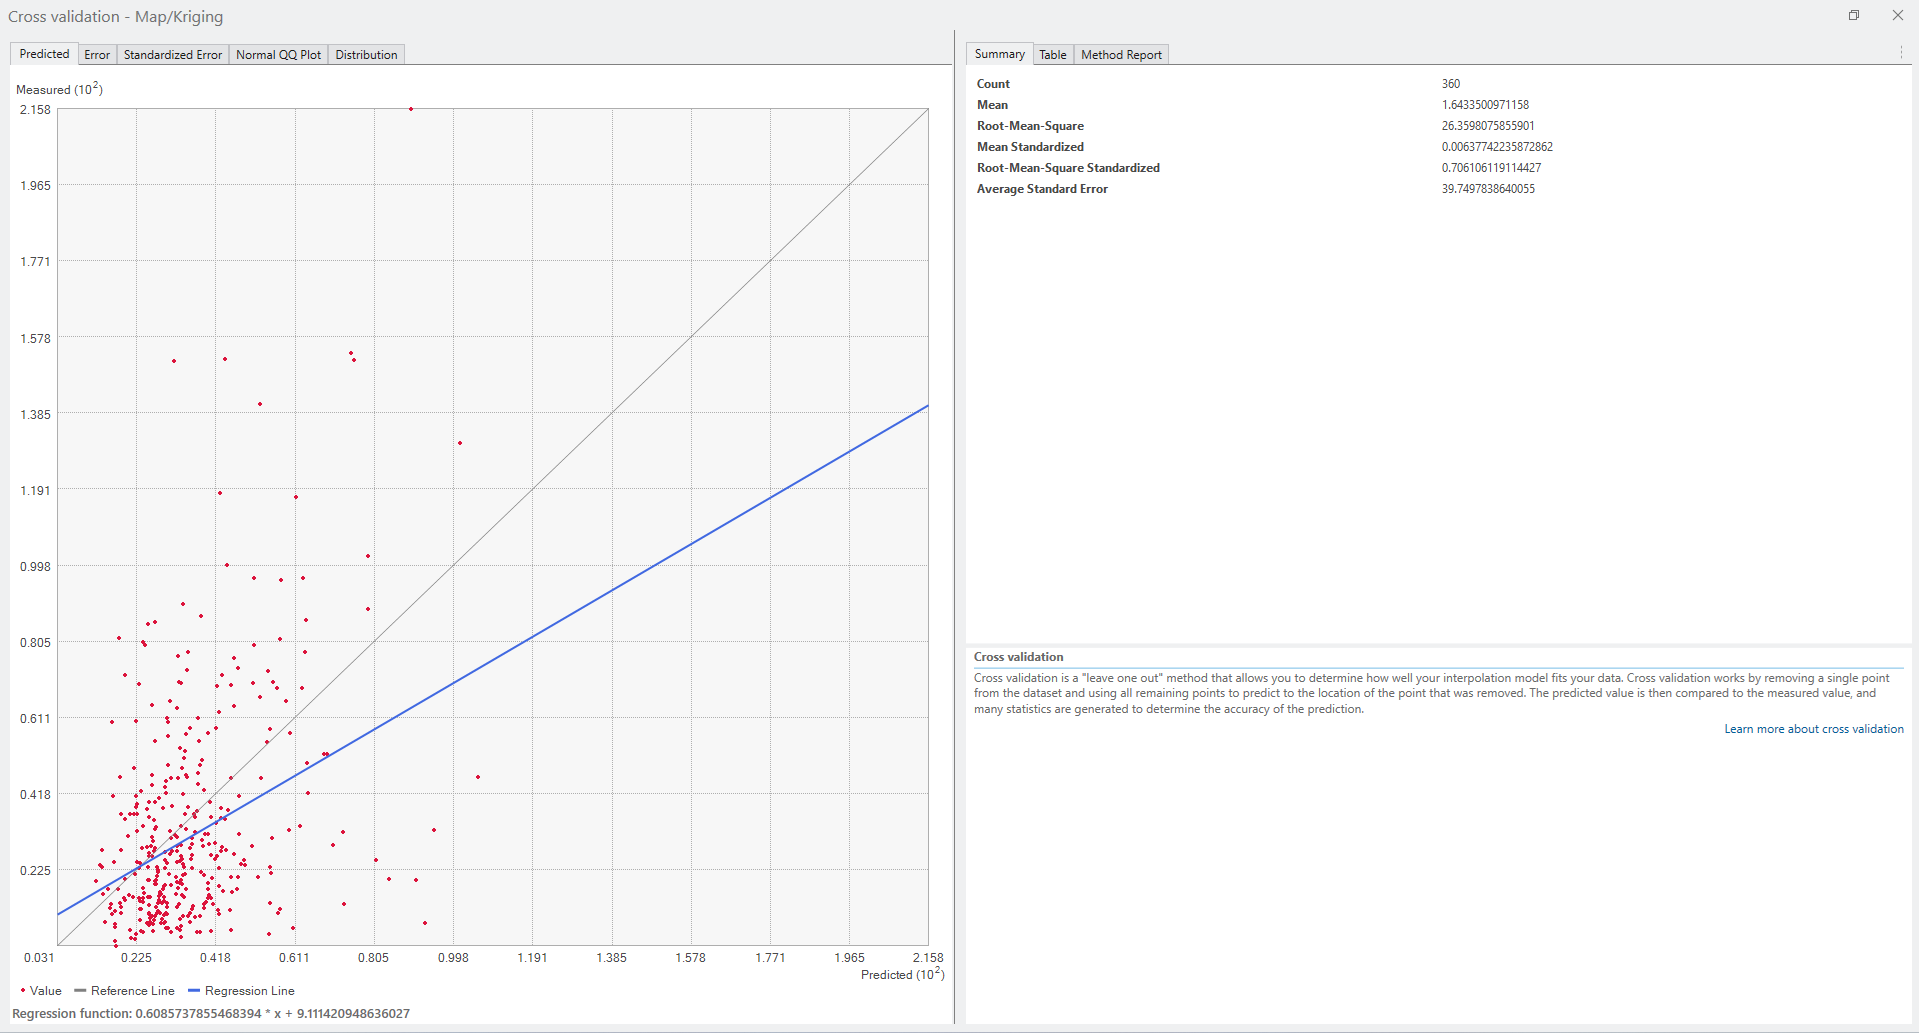 Cross validation - Map/Kriging
Predicted Error Standardized Error Normal QQ Plot Distribution
Measured (10²)
2.158
1.965
1.771
1.578
1.385
1.191
0.998
0.805
0.611
0.418
0.225
0.031 0.225 0.418 0.611 0.805 0.998 1.191 1.385 1.578 1.771 1.965 2.158
Predicted (10²)
Value Reference Line Regression Line
Regression function: 0.6085737855468394 * x + 9.111420948636027
Summary Table Method Report
Count 360
Mean 1.6433500971158
Root-Mean-Square 26.3598075855901
Mean Standardized 0.00637742235872862
Root-Mean-Square Standardized 0.706106119114427
Average Standard Error 39.7497838640055
Cross validation
Cross validation is a "leave one out" method that allows you to determine how well your interpolation model fits your data. Cross validation works by removing a single point
from the dataset and using all remaining points to predict to the location of the point that was removed. The predicted value is then compared to the measured value, and
many statistics are generated to determine the accuracy of the prediction.
Learn more about cross validation